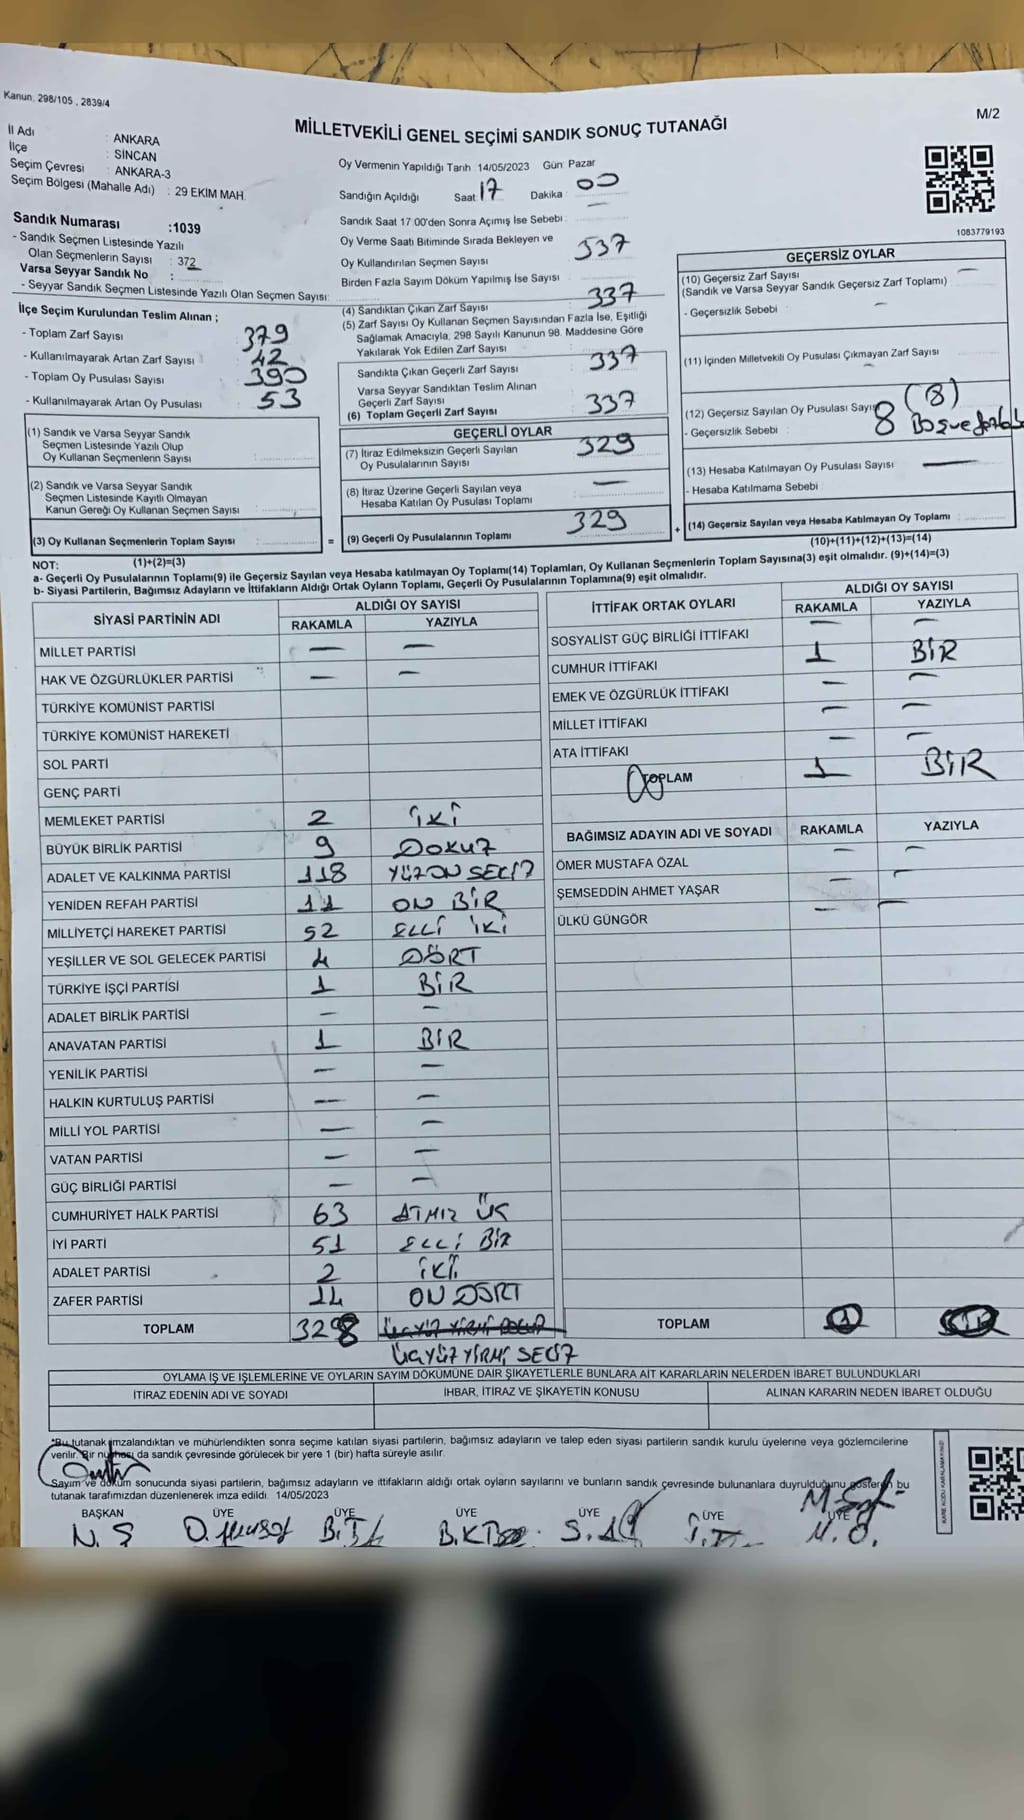 Kanun, 298/105 , 2839/4
M/2
MİLLETVEKİLİ GENEL SEÇİMİ SANDIK SONUÇ TUTANAĞI
İl Adı : ANKARA
İlçe : SİNCAN
Seçim Çevresi : ANKARA-3
Seçim Bölgesi (Mahalle Adı) : 29 EKİM MAH
Sandık Numarası :1039
- Sandık Seçmen Listesinde Yazılı
Olan Seçmenlerin Sayısı : 372
Varsa Seyyar Sandık No :
- Seyyar Sandık Seçmen Listesinde Yazılı Olan Seçmen Sayısı:
İlçe Seçim Kurulundan Teslim Alınan ;
- Toplam Zarf Sayısı : 379
- Kullanılmayarak Artan Zarf Sayısı : 42
- Toplam Oy Pusulası Sayısı : 390
- Kullanılmayarak Artan Oy Pusulası : 53
(1) Sandık ve Varsa Seyyar Sandık
Seçmen Listesinde Yazılı Olup
Oy Kullanan Seçmenlerin Sayısı :
(2) Sandık ve Varsa Seyyar Sandık
Seçmen Listesinde Kayıtlı Olmayan
Kanun Gereği Oy Kullanan Seçmen Sayısı :
(3) Oy Kullanan Seçmenlerin Toplam Sayısı :
Oy Vermenin Yapıldığı Tarih 14/05/2023 Gün: Pazar
Sandığın Açıldığı Saat 17 Dakika : 00
Sandık Saat 17.00'den Sonra Açımış İse Sebebi :
Oy Verme Saati Bitiminde Sırada Bekleyen ve
Oy Kullandırılan Seçmen Sayısı 337
Birden Fazla Sayım Döküm Yapılmış İse Sayısı
(4) Sandıktan Çıkan Zarf Sayısı 337
(5) Zarf Sayısı Oy Kullanan Seçmen Sayısından Fazla İse, Eşitliği
Sağlamak Amacıyla, 298 Sayılı Kanunun 98. Maddesine Göre
Yakılarak Yok Edilen Zarf Sayısı :
Sandıkta Çıkan Geçerli Zarf Sayısı 337
Varsa Seyyar Sandıktan Teslim Alınan
Geçerli Zarf Sayısı
(6) Toplam Geçerli Zarf Sayısı 337
GEÇERLİ OYLAR
(7) İtiraz Edilmeksizin Geçerli Sayılan
Oy Pusulalarının Sayısı : 329
(8) İtiraz Üzerine Geçerli Sayılan veya
Hesaba Katılan Oy Pusulası Toplamı : —
= (9) Geçerli Oy Pusulalarının Toplamı : 329 +
1083779193
GEÇERSİZ OYLAR
(10) Geçersiz Zarf Sayısı —
(Sandık ve Varsa Seyyar Sandık Geçersiz Zarf Toplamı)
- Geçersizlik Sebebi : —
(11) İçinden Milletvekili Oy Pusulası Çıkmayan Zarf Sayısı —
(12) Geçersiz Sayılan Oy Pusulası Sayısı (8)
- Geçersizlik Sebebi : 8 Boş ve
(13) Hesaba Katılmayan Oy Pusulası Sayısı —
- Hesaba Katılmama Sebebi :
(14) Geçersiz Sayılan veya Hesaba Katılmayan Oy Toplamı :
NOT: (1)+(2)=(3) (10)+(11)+(12)+(13)=(14)
a- Geçerli Oy Pusulalarının Toplamı(9) ile Geçersiz Sayılan veya Hesaba katılmayan Oy Toplamı(14) Toplamları, Oy Kullanan Seçmenlerin Toplam Sayısına(3) eşit olmalıdır. (9)+(14)=(3)
b- Siyasi Partilerin, Bağımsız Adayların ve İttifakların Aldığı Ortak Oyların Toplamı, Geçerli Oy Pusulalarının Toplamına(9) eşit olmalıdır.
SİYASİ PARTİNİN ADI ALDIĞI OY SAYISI
RAKAMLA YAZIYLA
MİLLET PARTİSİ — —
HAK VE ÖZGÜRLÜKLER PARTİSİ — —
TÜRKİYE KOMÜNİST PARTİSİ
TÜRKİYE KOMÜNİST HAREKETİ
SOL PARTİ
GENÇ PARTİ
MEMLEKET PARTİSİ 2 İKİ
BÜYÜK BİRLİK PARTİSİ 9 DOKUZ
ADALET VE KALKINMA PARTİSİ 118 YÜZON SECİZ
YENİDEN REFAH PARTİSİ 11 ON BİR
MİLLİYETÇİ HAREKET PARTİSİ 52 ELLİ İKİ
YEŞİLLER VE SOL GELECEK PARTİSİ 4 DÖRT
TÜRKİYE İŞÇİ PARTİSİ 1 BİR
ADALET BİRLİK PARTİSİ — —
ANAVATAN PARTİSİ 1 BİR
YENİLİK PARTİSİ — —
HALKIN KURTULUŞ PARTİSİ — —
MİLLİ YOL PARTİSİ — —
VATAN PARTİSİ — —
GÜÇ BİRLİĞİ PARTİSİ — —
CUMHURİYET HALK PARTİSİ 63 ATMIZ ÜÇ
İYİ PARTİ 51 ELLİ BİR
ADALET PARTİSİ 2 İKİ
ZAFER PARTİSİ 14 ON DÖRT
TOPLAM 328 ÜÇYÜZ YİRMİ DOKUZ
ÜÇYÜZ YİRMİ SECİZ
İTTİFAK ORTAK OYLARI ALDIĞI OY SAYISI
RAKAMLA YAZIYLA
SOSYALİST GÜÇ BİRLİĞİ İTTİFAKI — —
CUMHUR İTTİFAKI 1 BİR
EMEK VE ÖZGÜRLÜK İTTİFAKI — —
MİLLET İTTİFAKI — —
ATA İTTİFAKI — —
TOPLAM 1 BİR
BAĞIMSIZ ADAYIN ADI VE SOYADI RAKAMLA YAZIYLA
ÖMER MUSTAFA ÖZAL — —
ŞEMSEDDİN AHMET YAŞAR — —
ÜLKÜ GÜNGÖR — —
TOPLAM
OYLAMA İŞ VE İŞLEMLERİNE VE OYLARIN SAYIM DÖKÜMÜNE DAİR ŞİKAYETLERLE BUNLARA AİT KARARLARIN NELERDEN İBARET BULUNDUKLARI
İTİRAZ EDENİN ADI VE SOYADI İHBAR, İTİRAZ VE ŞİKAYETİN KONUSU ALINAN KARARIN NEDEN İBARET OLDUĞU
*Bu tutanak imzalandıktan ve mühürlendikten sonra seçime katılan siyasi partilerin, bağımsız adayların ve talep eden siyasi partilerin sandık kurulu üyelerine veya gözlemcilerine
verilir. Bir nüshası da sandık çevresinde görülecek bir yere 1 (bir) hafta süreyle asılır.
Sayım ve döküm sonucunda siyasi partilerin, bağımsız adayların ve ittifakların aldığı ortak oyların sayılarını ve bunların sandık çevresinde bulunanlara duyrulduğunu gösteren bu
tutanak tarafımızdan düzenlenerek imza edildi. 14/05/2023
BAŞKAN ÜYE ÜYE ÜYE ÜYE ÜYE ÜYE
N.Ş